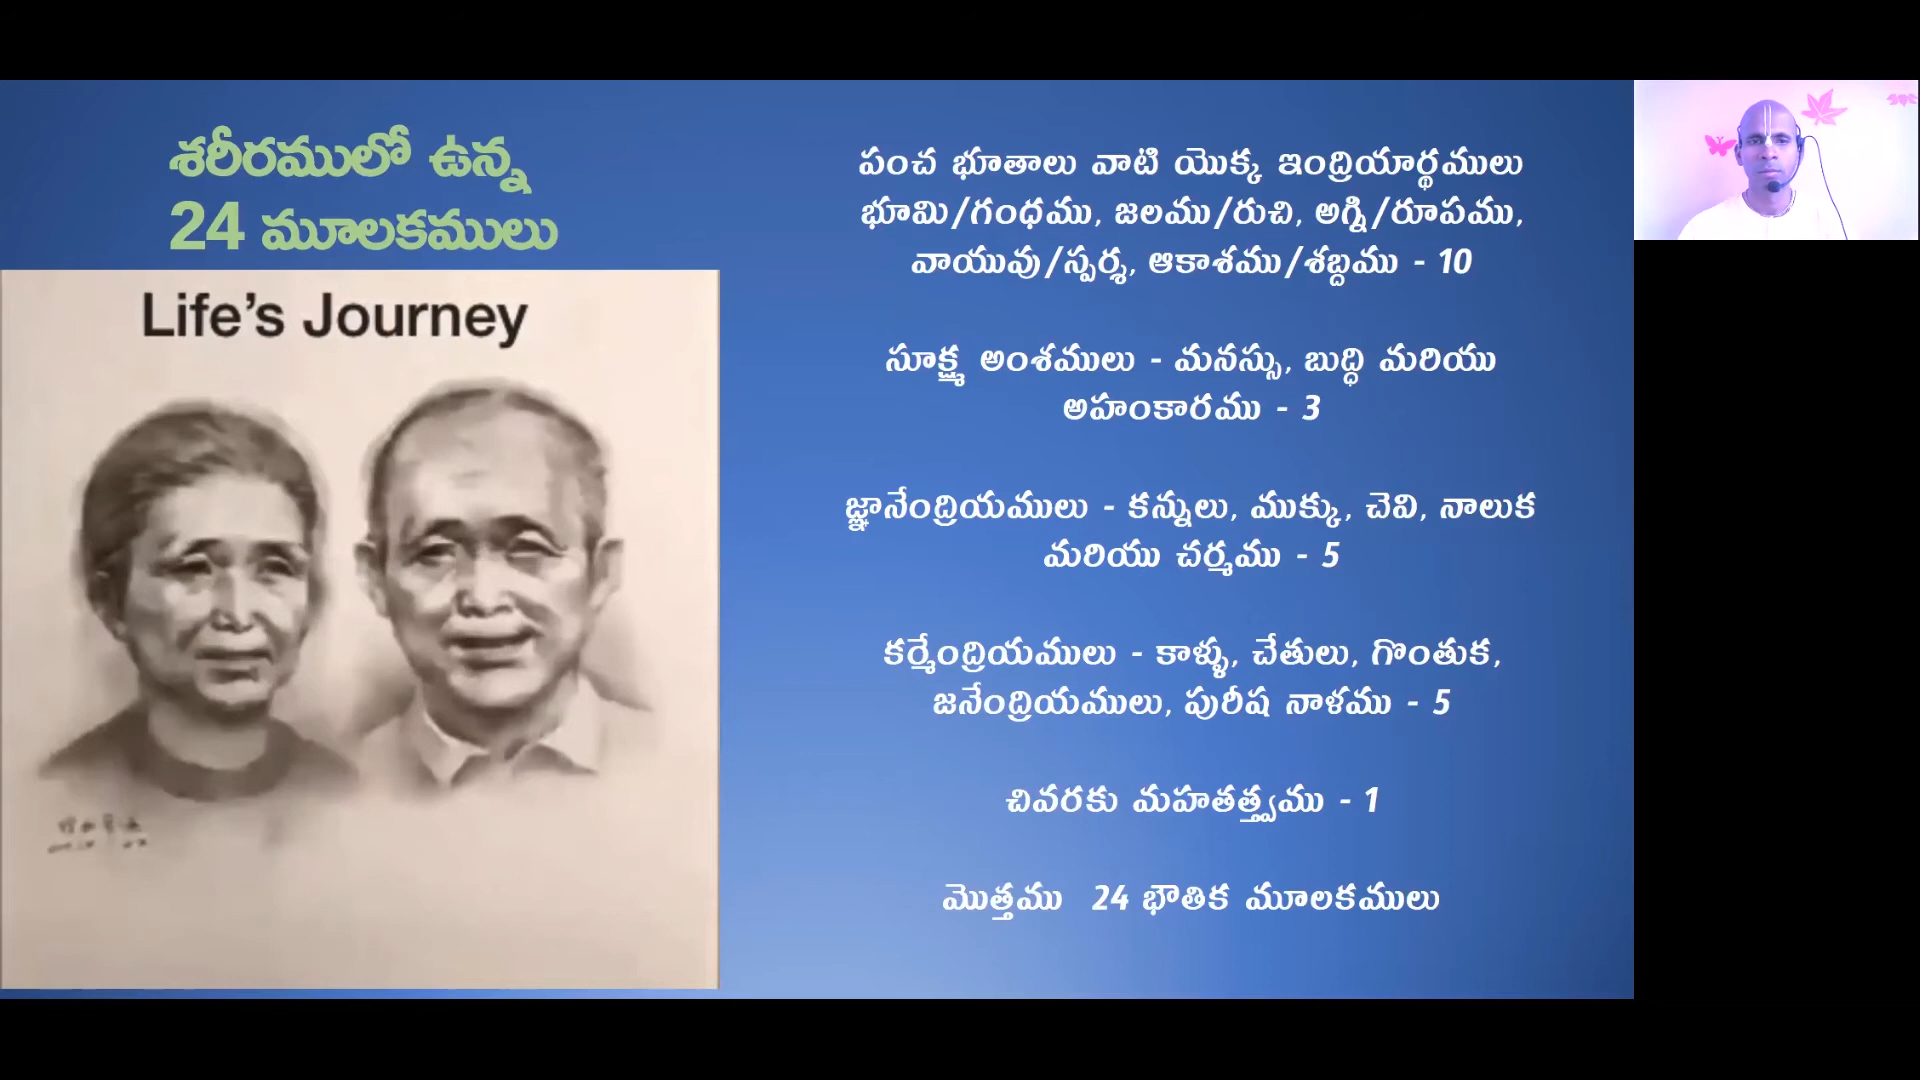 శరీరములో ఉన్న
24 మూలకములు
Life's Journey
పంచ భూతాలు వాటి యొక్క ఇంద్రియార్థములు
భూమి/గంధము, జలము/రుచి, అగ్ని/రూపము,
వాయువు/స్పర్శ, ఆకాశము/శబ్దము - 10
సూక్ష్మ అంశములు - మనస్సు, బుద్ధి మరియు
అహంకారము - 3
జ్ఞానేంద్రియములు - కన్నులు, ముక్కు, చెవి, నాలుక
మరియు చర్మము - 5
కర్మేంద్రియములు - కాళ్ళు, చేతులు, గొంతుక,
జనేంద్రియములు, పురీష నాళము - 5
చివరకు మహతత్త్వము - 1
మొత్తము 24 భౌతిక మూలకములు